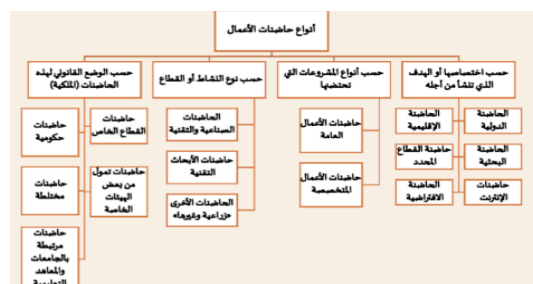 أنواع حاضنات الأعمال
حسب اختصاصها أو الهدف
الذي تنشأ من أجله
الحاضنة
الدولية
الحاضنة
الإقليمية
الحاضنة
البحثية
حاضنة القطاع
المحدد
حاضنات
الإنترنت
الحاضنة
الافتراضية
حسب أنواع المشروعات التي
تحتضنها
حاضنات الأعمال
العامة
حاضنات الأعمال
المتخصصة
حسب نوع النشاط أو القطاع
الحاضنات
الصناعية والتقنية
حاضنات الأبحاث
التقنية
الحاضنات الأخرى
«زراعية وغيرها»
حسب الوضع القانوني لهذه
الحاضنات (الملكية)
حاضنات
القطاع الخاص
حاضنات
حكومية
حاضنات تمول
من بعض
الهيئات
الخاصة
حاضنات
مختلطة
حاضنات
مرتبطة
بالجامعات
والمعاهد